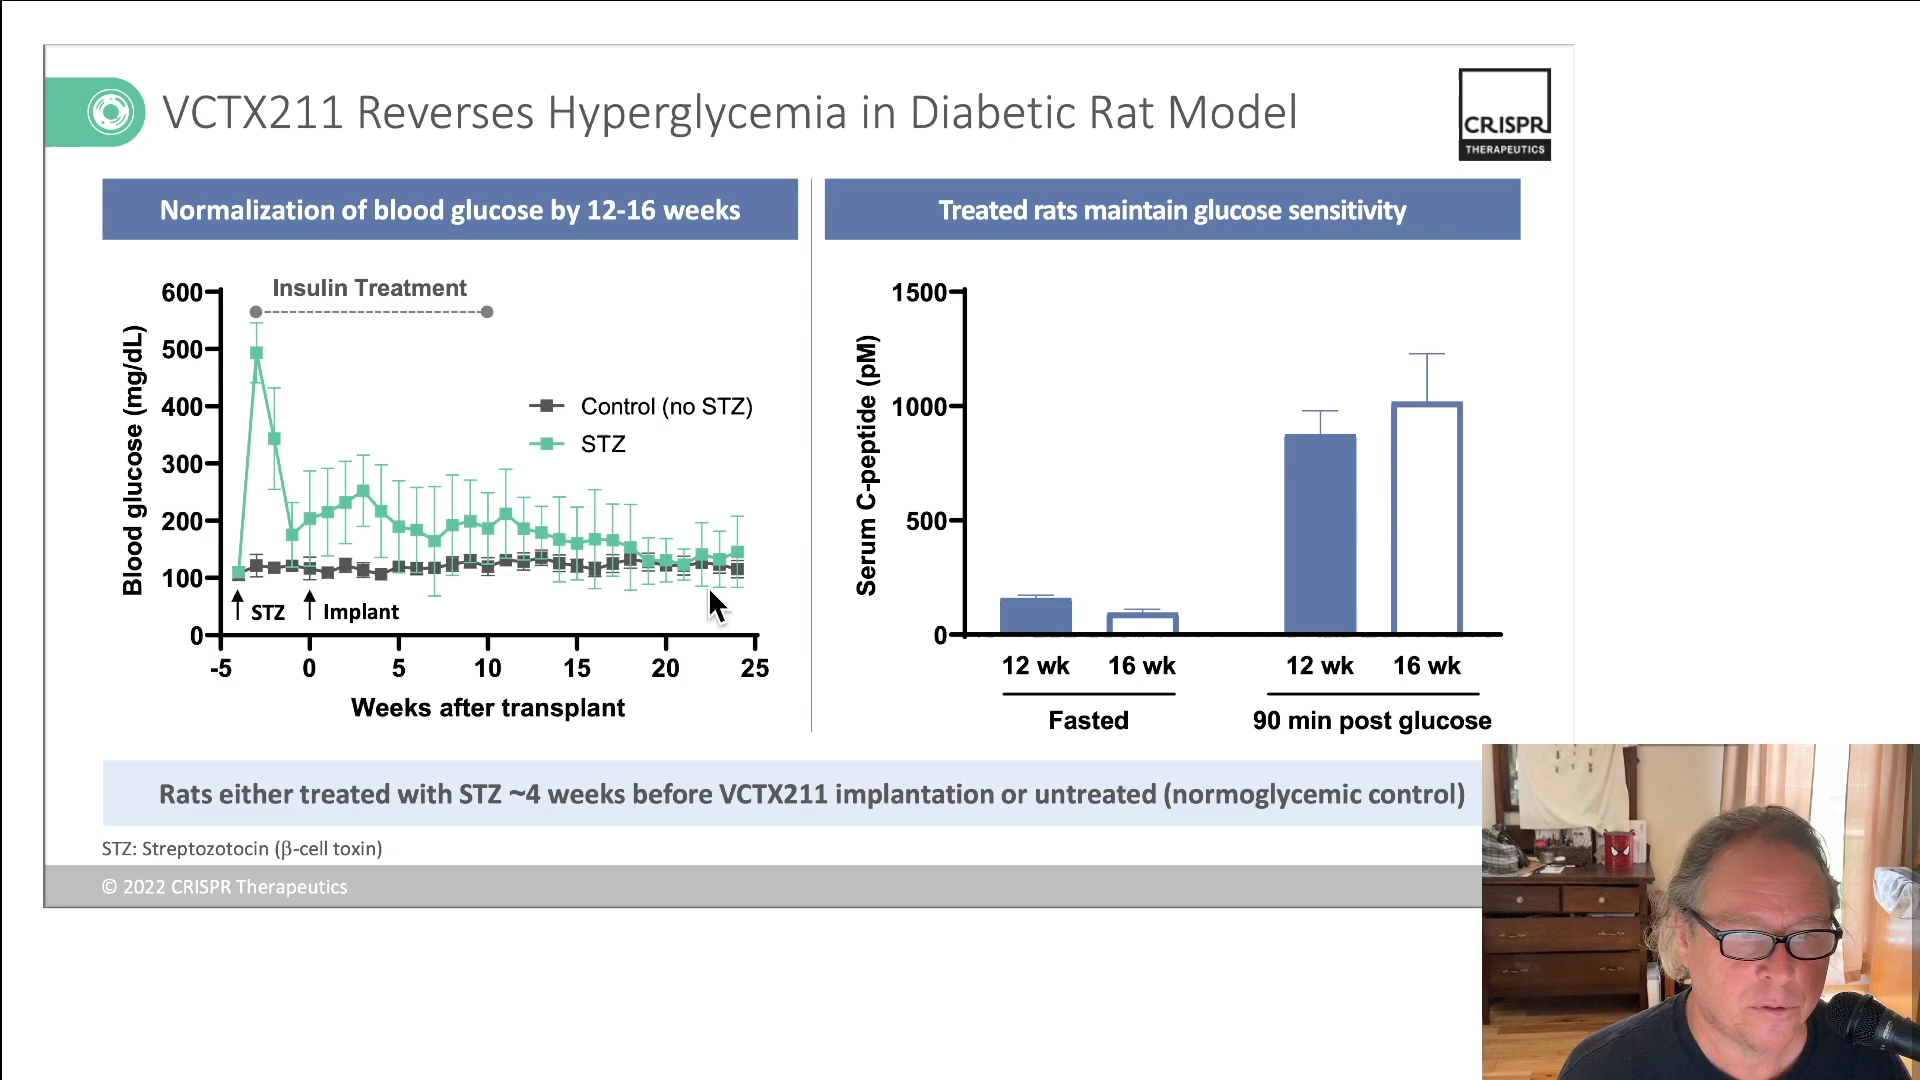 VCTX211 Reverses Hyperglycemia in Diabetic Rat Model
CRISPR
THERAPEUTICS
Normalization of blood glucose by 12-16 weeks
Treated rats maintain glucose sensitivity
Insulin Treatment
Blood glucose (mg/dL)
600
500
400
300
200
100
0
Control (no STZ)
STZ
STZ
Implant
-5
0
5
10
15
20
25
Weeks after transplant
Serum C-peptide (pM)
1500
1000
500
0
12 wk
16 wk
12 wk
16 wk
Fasted
90 min post glucose
Rats either treated with STZ ~4 weeks before VCTX211 implantation or untreated (normoglycemic control)
STZ: Streptozotocin (β-cell toxin)
© 2022 CRISPR Therapeutics